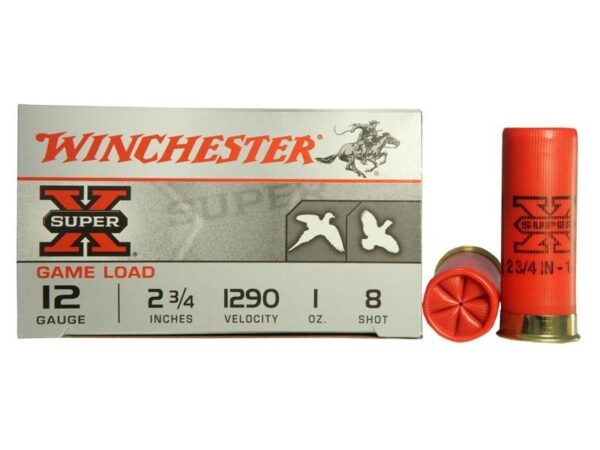 WINCHESTER®
SUPER X®
SUPER
GAME LOAD
12 2 3/4 1290 1 8
GAUGE INCHES VELOCITY OZ. SHOT
SUPER X
2 3/4 IN - 1